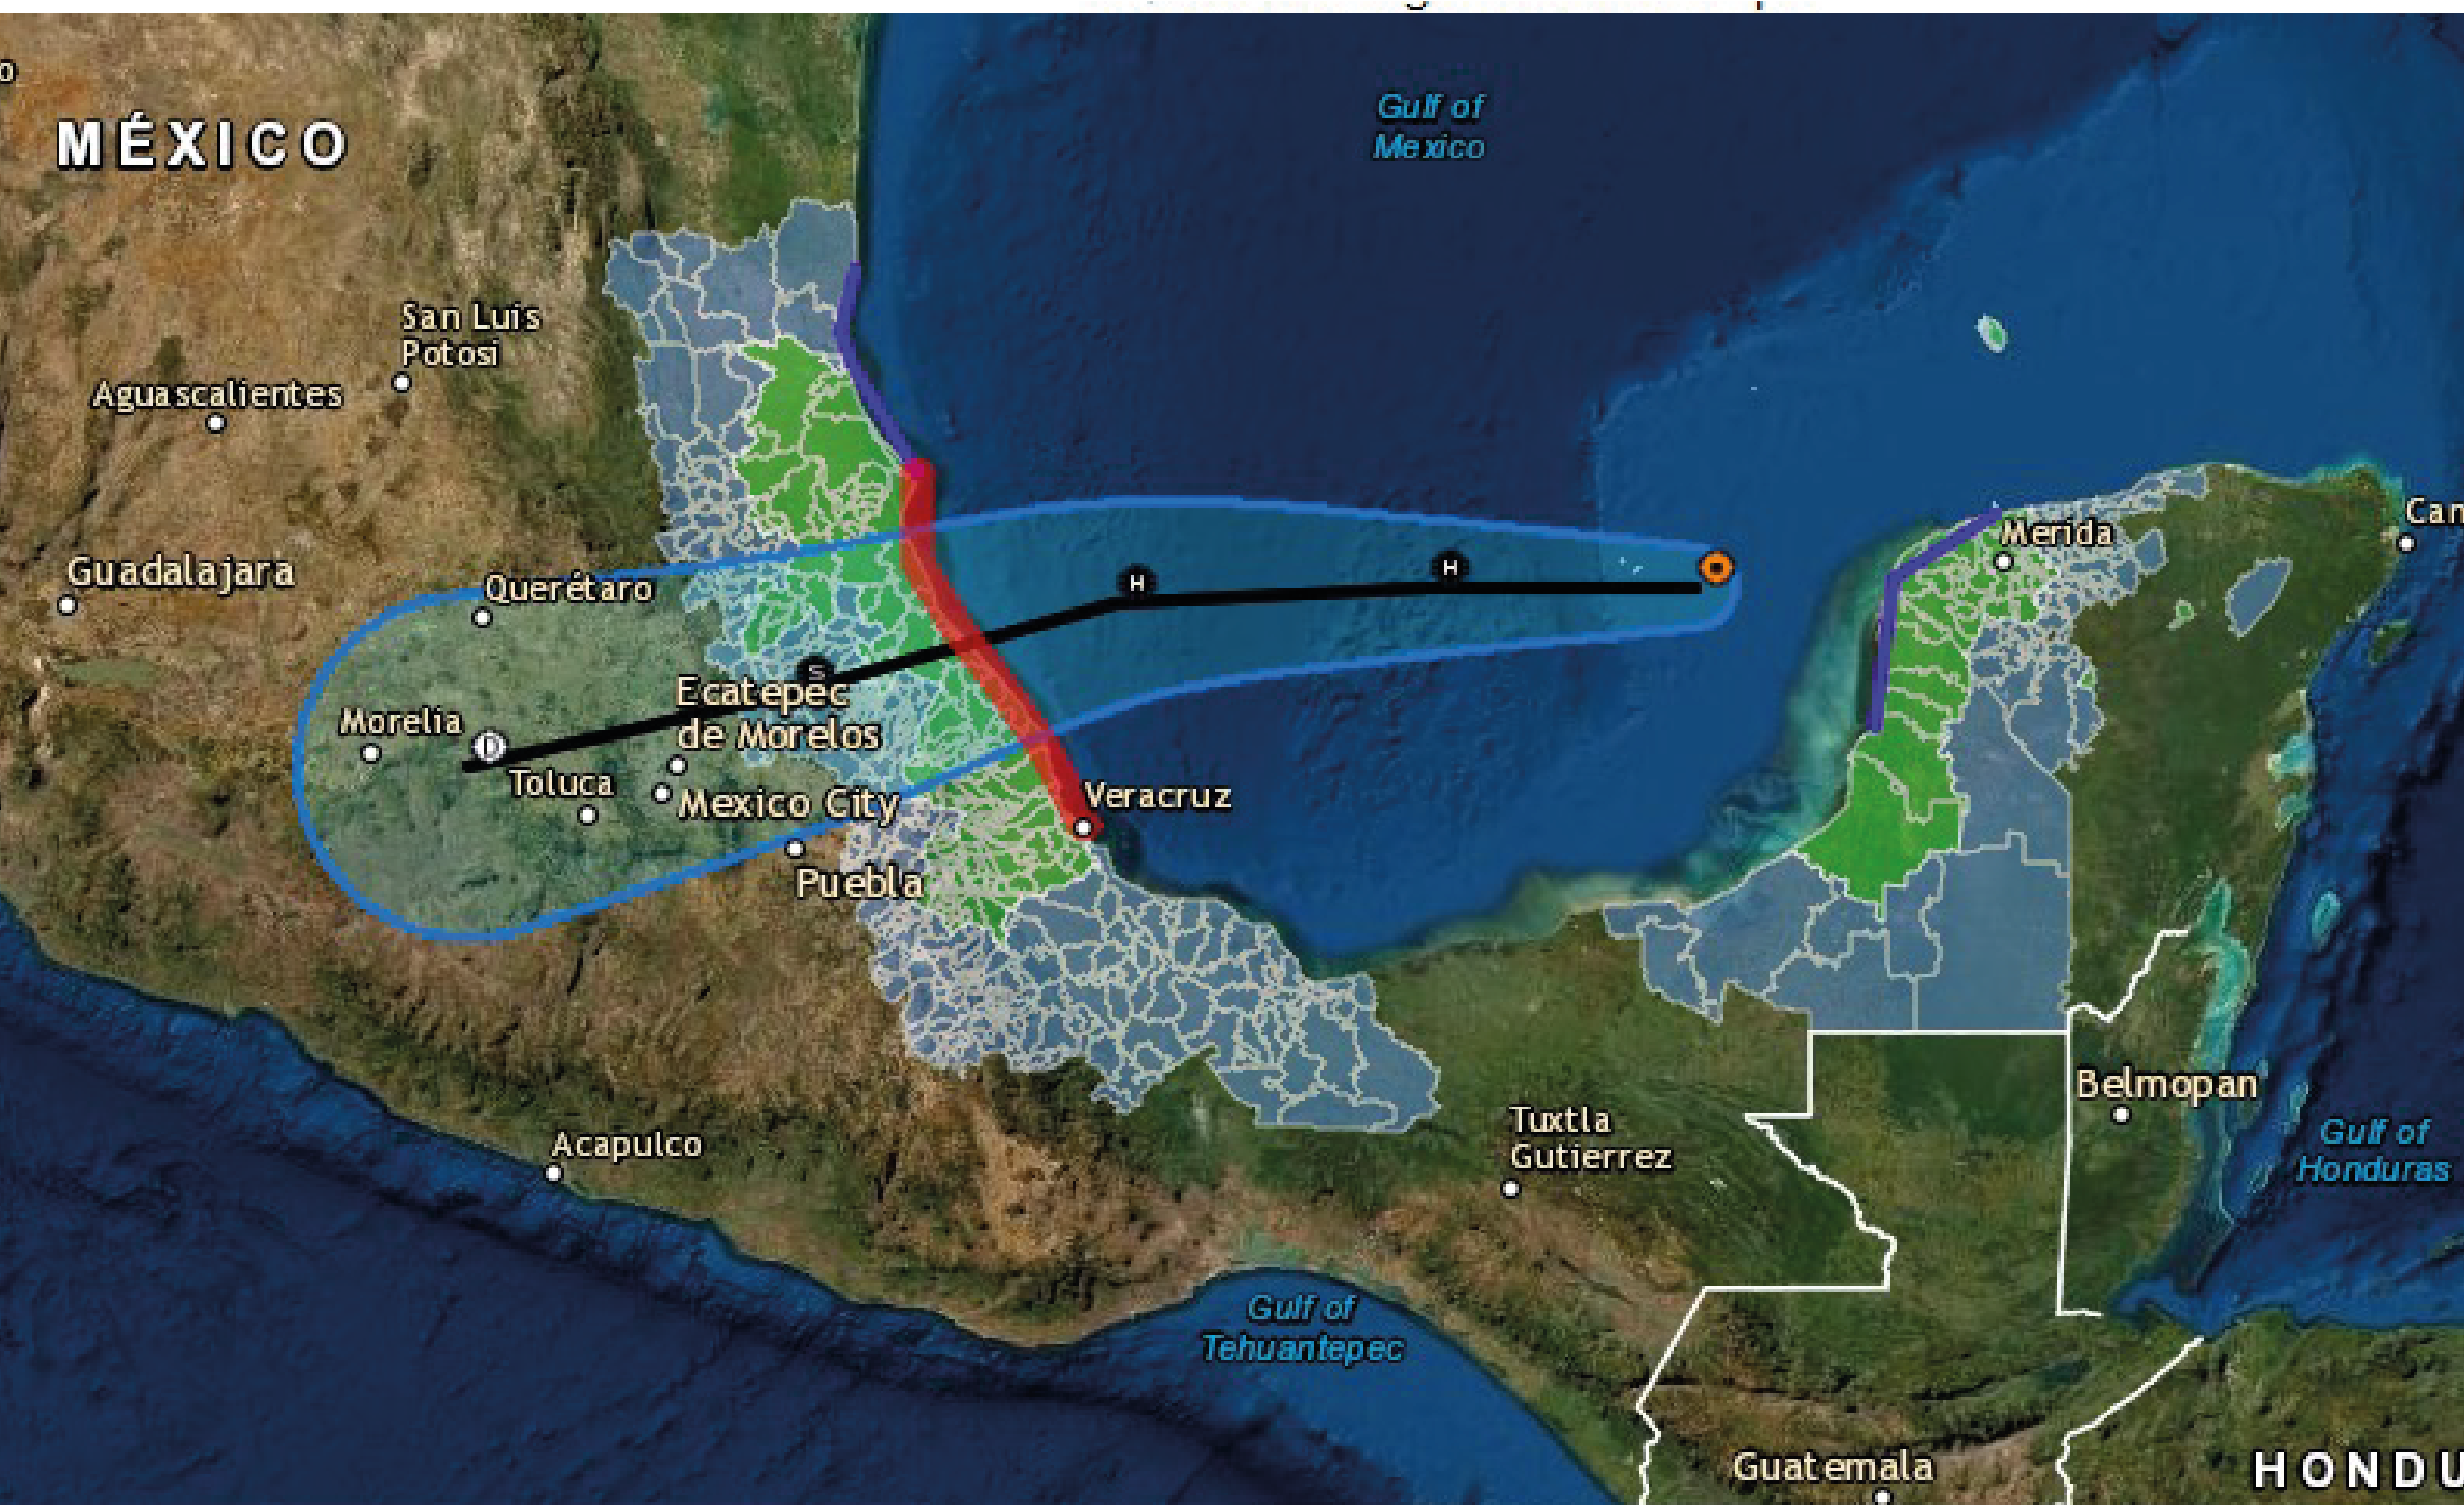 MÉXICO
Gulf of
Mexico
San Luis
Potosi
Aguascalientes
Guadalajara
Querétaro
Merida
H
H
S
Ecatepec
de Morelos
Morelia
D
Toluca
Mexico City
Veracruz
Puebla
Belmopan
Tuxtla
Gutierrez
Acapulco
Gulf of
Honduras
Gulf of
Tehuantepec
Guatemala
HONDU